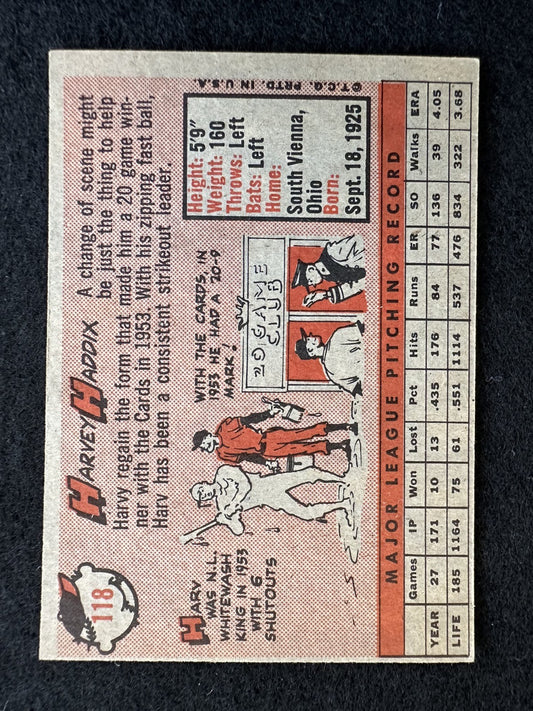 118
HARVEY HADDIX
A change of scene might
be just the thing to help
Harvy regain the form that made him a 20 game win-
ner with the Cards in 1953. With his zipping fast ball,
Harv has been a consistent strikeout leader.
HARV
WAS N.L.
WHITEWASH
KING IN 1953
WITH 6
SHUTOUTS
WITH THE CARDS, IN
1953 HE HAD A 20-9
MARK!
20 GAME
CLUB
Height: 5'9"
Weight: 160
Throws: Left
Bats: Left
Home:
South Vienna,
Ohio
Born:
Sept. 18, 1925
©T.C.G. PRTD. IN U.S.A.
MAJOR LEAGUE PITCHING RECORD
Games IP Won Lost Pct Hits Runs ER SO Walks ERA
YEAR 27 171 10 13 .435 176 84 77 136 39 4.05
LIFE 185 1164 75 61 .551 1114 537 476 834 322 3.68